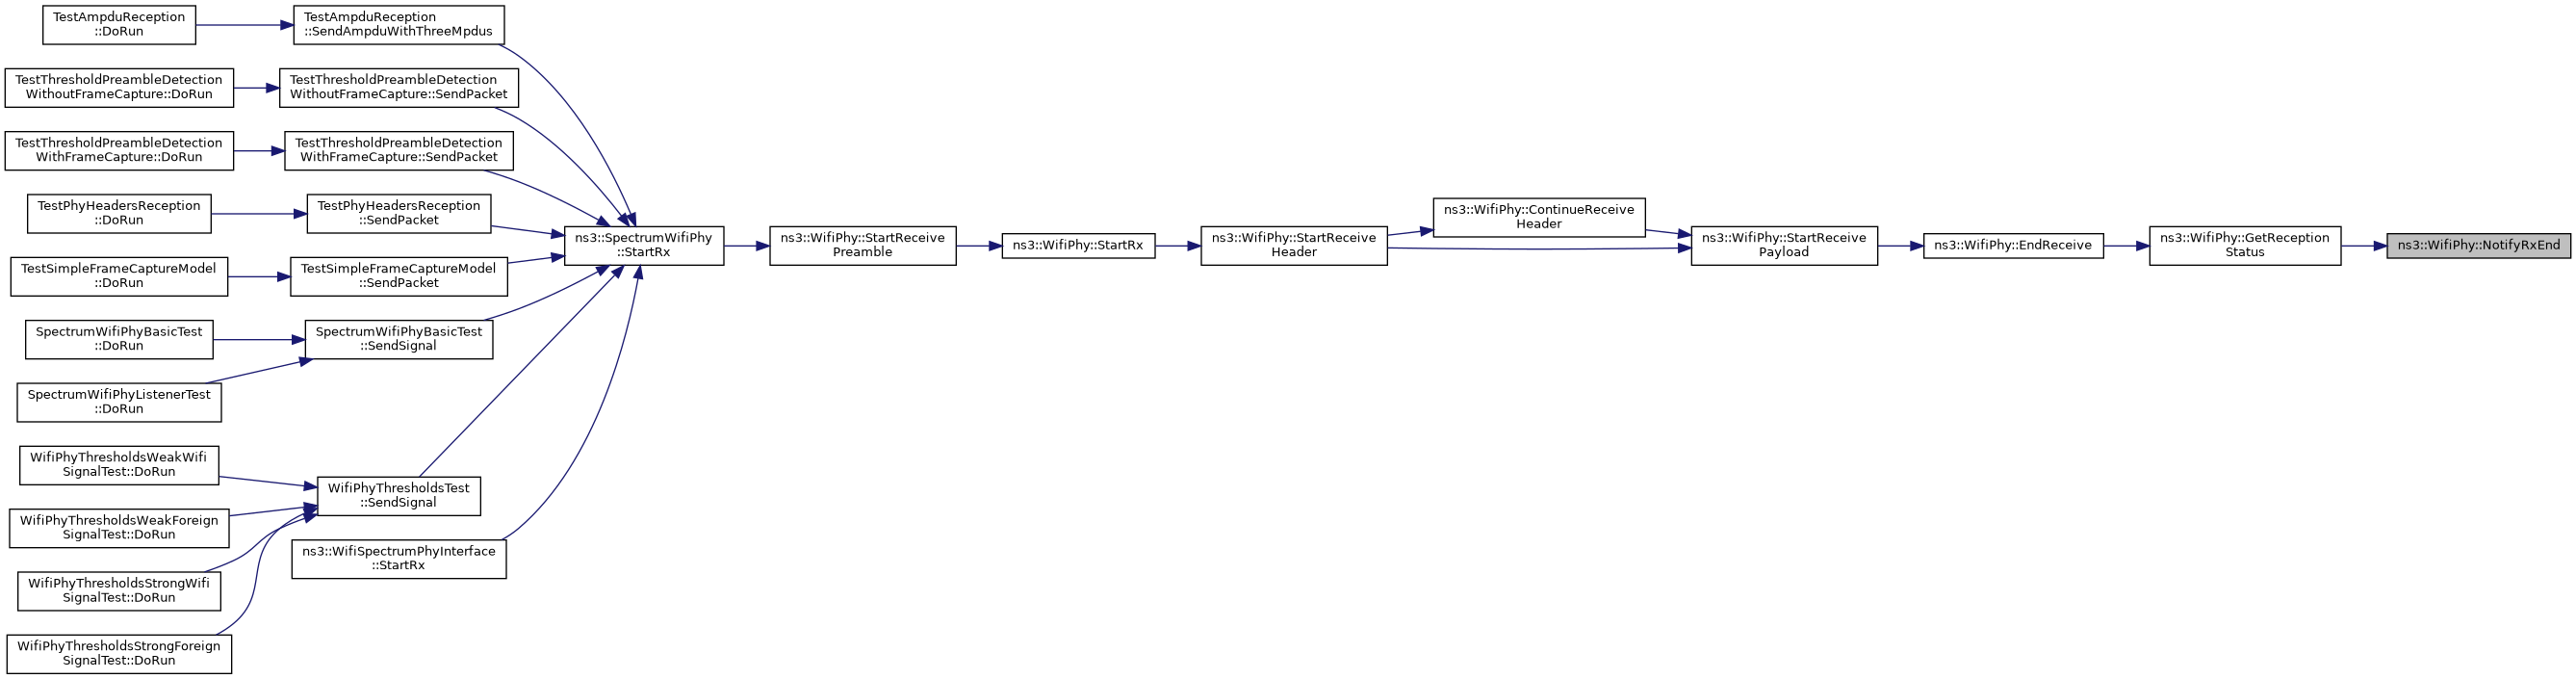 TestAmpduReception
::DoRun
TestAmpduReception
::SendAmpduWithThreeMpdus
TestThresholdPreambleDetection
WithoutFrameCapture::DoRun
TestThresholdPreambleDetection
WithoutFrameCapture::SendPacket
TestThresholdPreambleDetection
WithFrameCapture::DoRun
TestThresholdPreambleDetection
WithFrameCapture::SendPacket
TestPhyHeadersReception
::DoRun
TestPhyHeadersReception
::SendPacket
TestSimpleFrameCaptureModel
::DoRun
TestSimpleFrameCaptureModel
::SendPacket
SpectrumWifiPhyBasicTest
::DoRun
SpectrumWifiPhyBasicTest
::SendSignal
SpectrumWifiPhyListenerTest
::DoRun
WifiPhyThresholdsWeakWifi
SignalTest::DoRun
WifiPhyThresholdsTest
::SendSignal
WifiPhyThresholdsWeakForeign
SignalTest::DoRun
WifiPhyThresholdsStrongWifi
SignalTest::DoRun
WifiPhyThresholdsStrongForeign
SignalTest::DoRun
ns3::WifiSpectrumPhyInterface
::StartRx
ns3::SpectrumWifiPhy
::StartRx
ns3::WifiPhy::StartReceive
Preamble
ns3::WifiPhy::StartRx
ns3::WifiPhy::StartReceive
Header
ns3::WifiPhy::ContinueReceive
Header
ns3::WifiPhy::StartReceive
Payload
ns3::WifiPhy::EndReceive
ns3::WifiPhy::GetReception
Status
ns3::WifiPhy::NotifyRxEnd